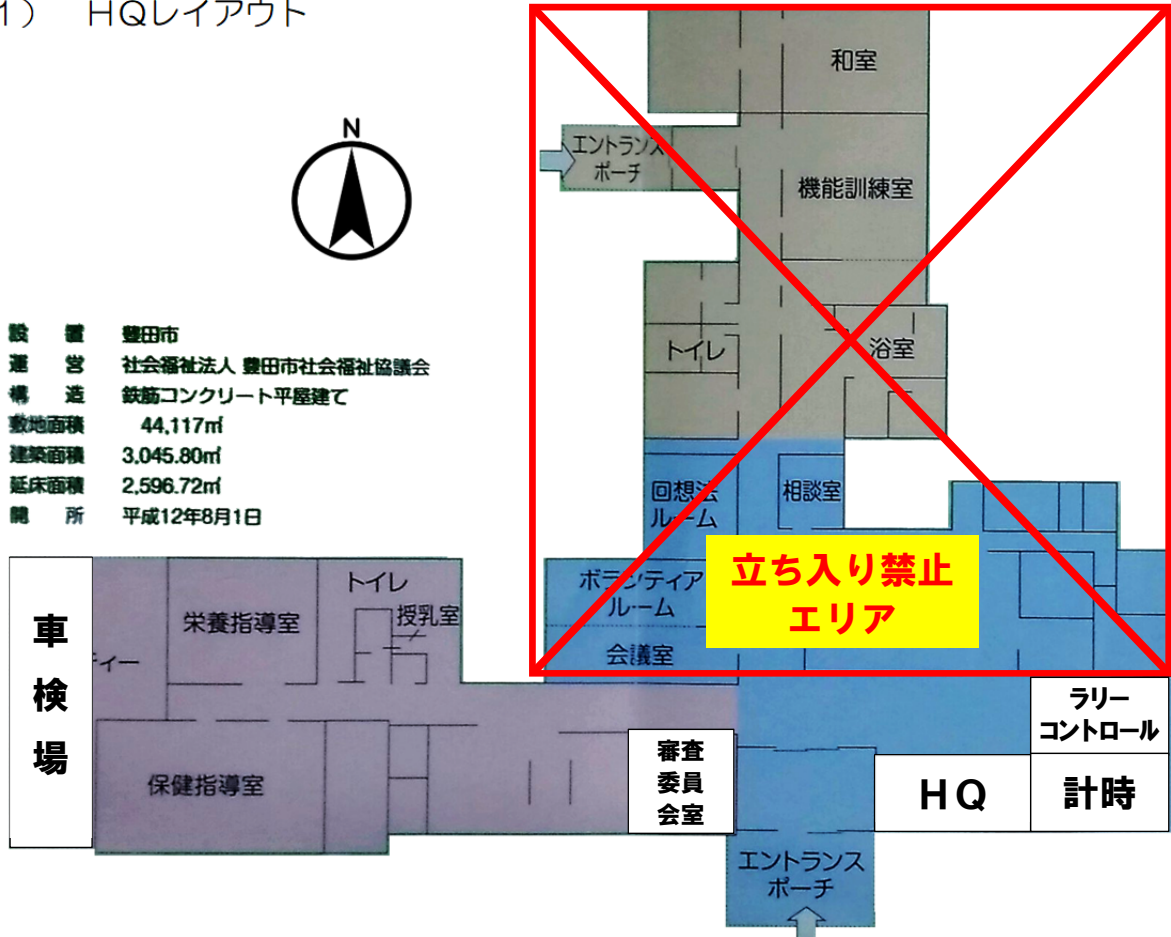 1） HQレイアウト
N
和室
エントランス
ポーチ
機能訓練室
トイレ
浴室
設 置 豊田市
運 営 社会福祉法人 豊田市社会福祉協議会
構 造 鉄筋コンクリート平屋建て
敷地面積 44,117㎡
建築面積 3,045.80㎡
延床面積 2,596.72㎡
開 所 平成12年8月1日
回想法
ルーム
相談室
立ち入り禁止
エリア
ボランティア
ルーム
会議室
車
検
場
ティー
栄養指導室
トイレ
授乳室
保健指導室
審査
委員
会室
HQ
ラリー
コントロール
計時
エントランス
ポーチ